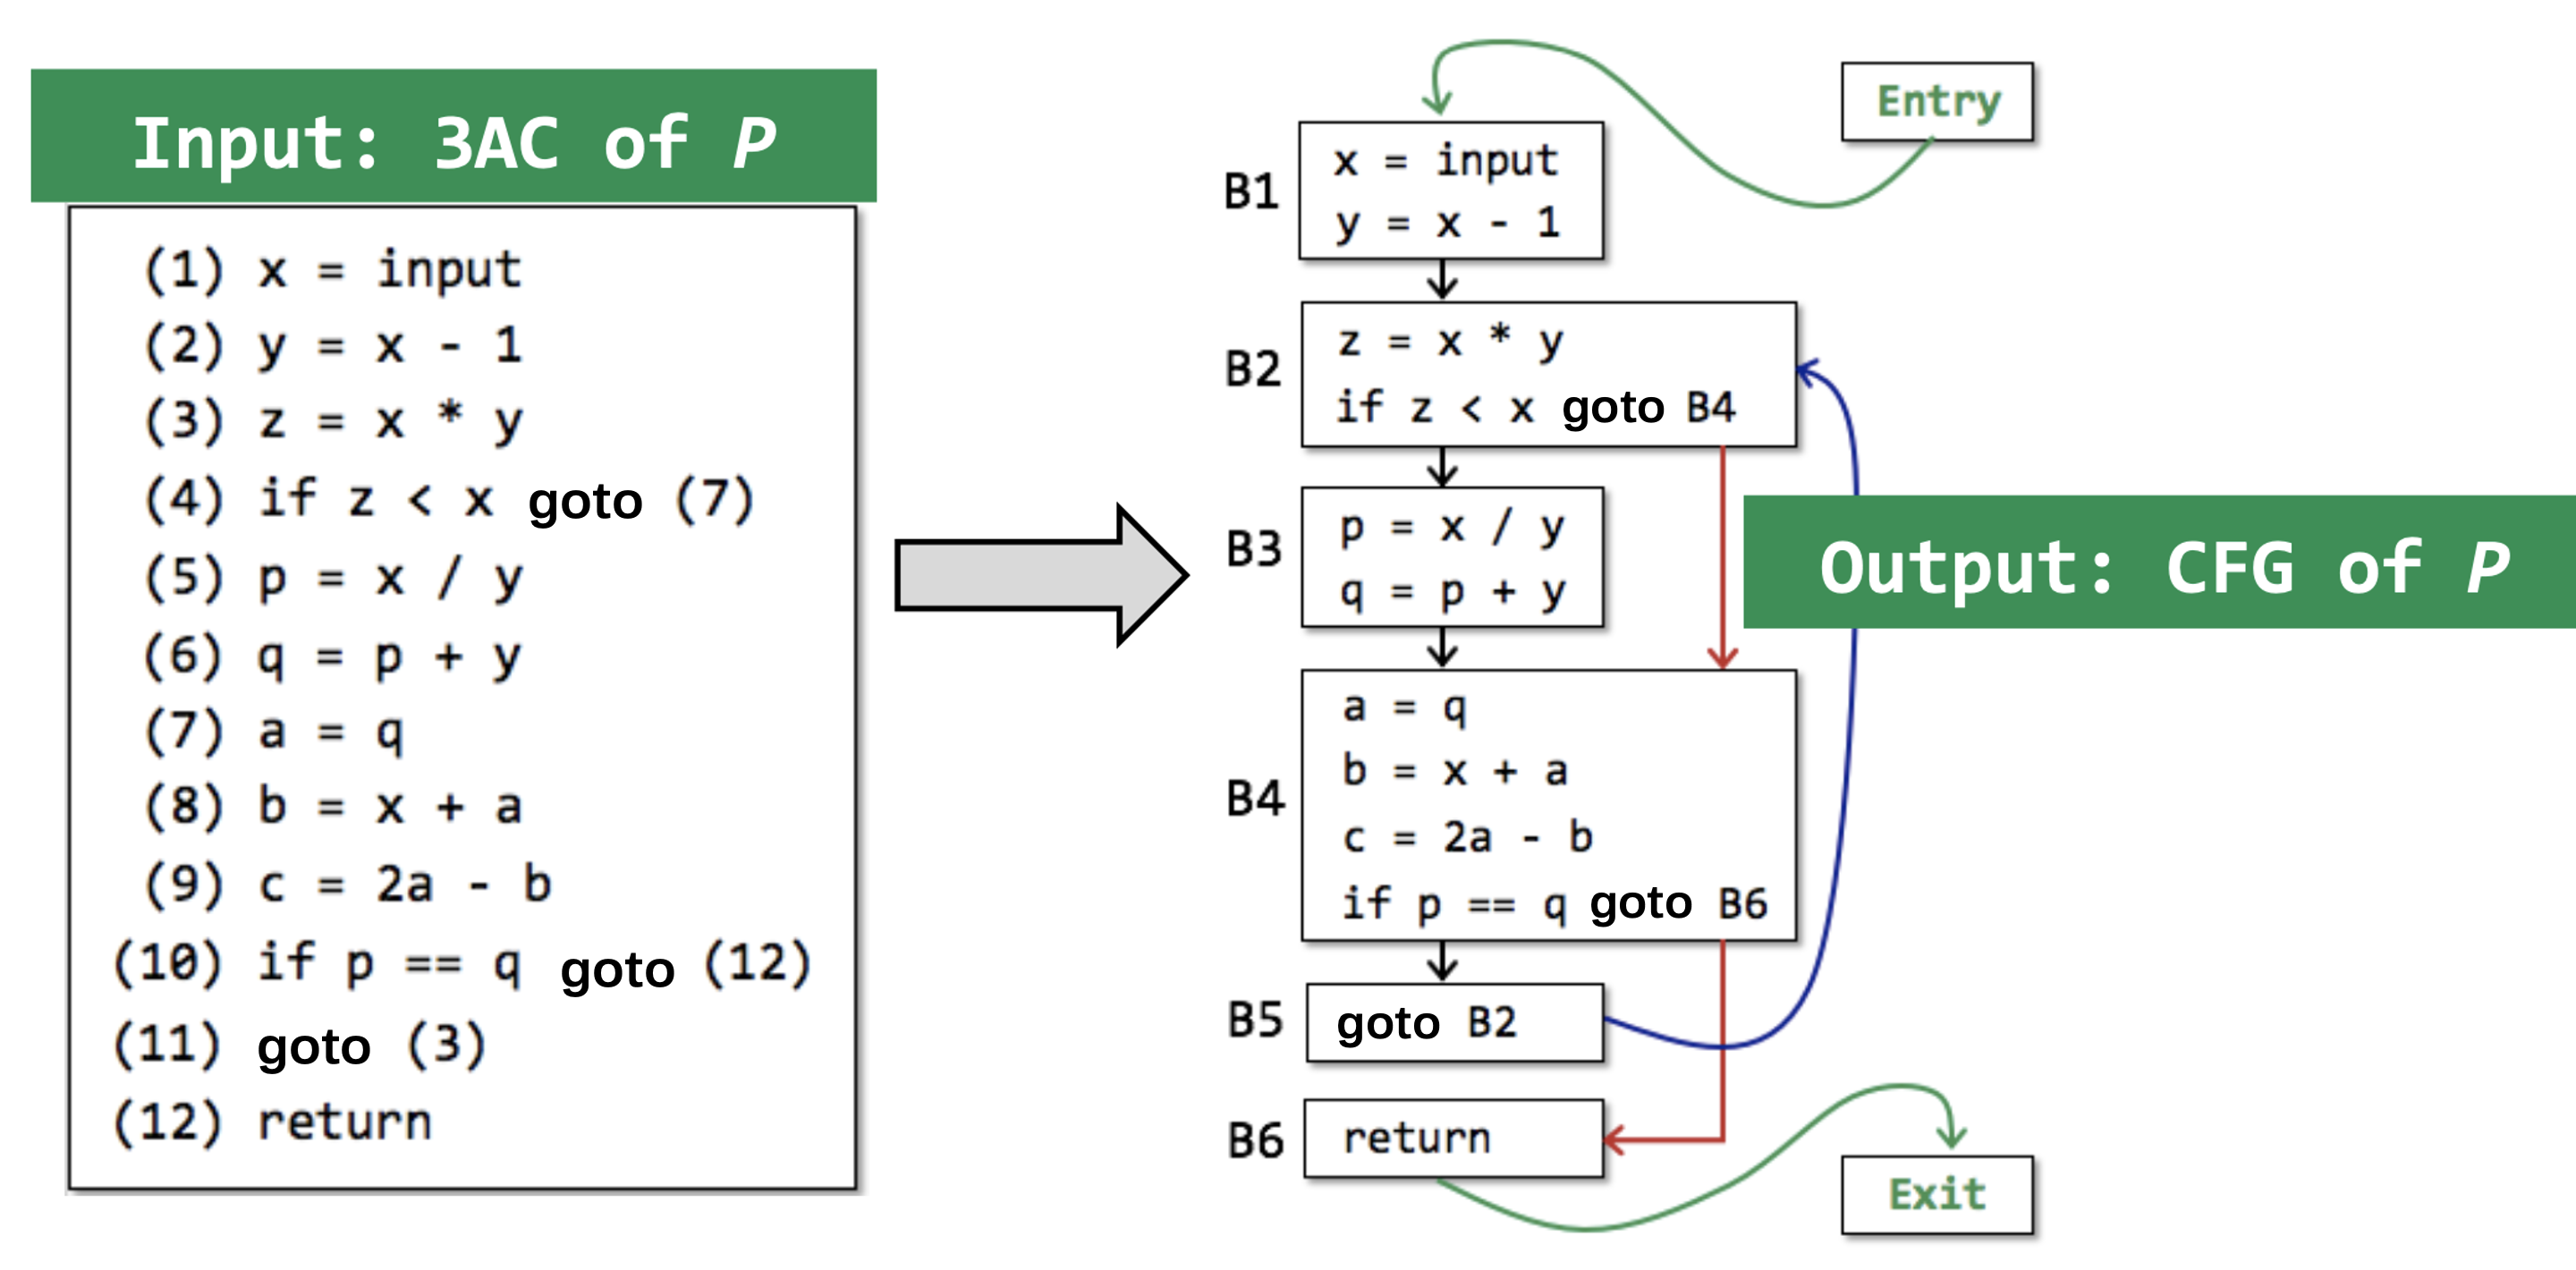 Input: 3AC of P
(1) x = input
(2) y = x - 1
(3) z = x * y
(4) if z < x goto (7)
(5) p = x / y
(6) q = p + y
(7) a = q
(8) b = x + a
(9) c = 2a - b
(10) if p == q goto (12)
(11) goto (3)
(12) return
Entry
B1
x = input
y = x - 1
B2
z = x * y
if z < x goto B4
B3
p = x / y
q = p + y
Output: CFG of P
B4
a = q
b = x + a
c = 2a - b
if p == q goto B6
B5
goto B2
B6
return
Exit